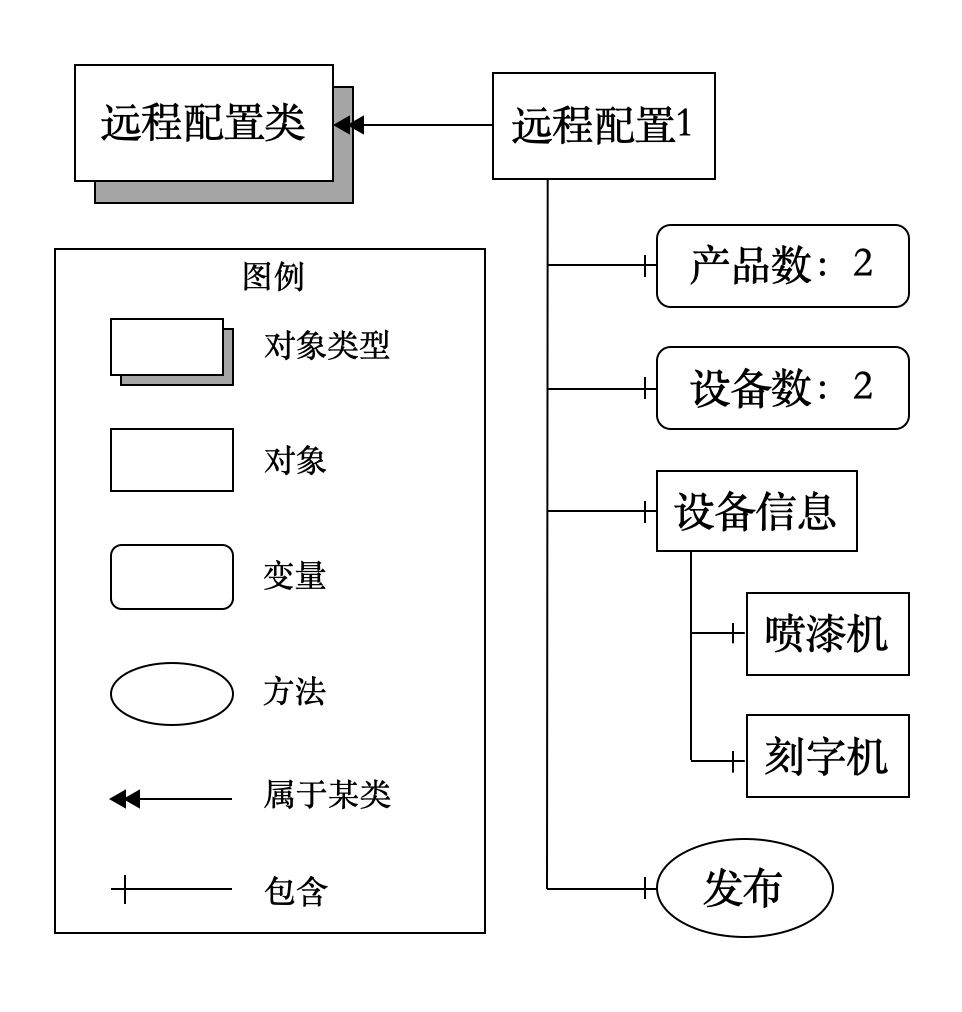 远程配置类
远程配置1
产品数：2
设备数：2
设备信息
喷漆机
刻字机
发布
图例
对象类型
对象
变量
方法
属于某类
包含